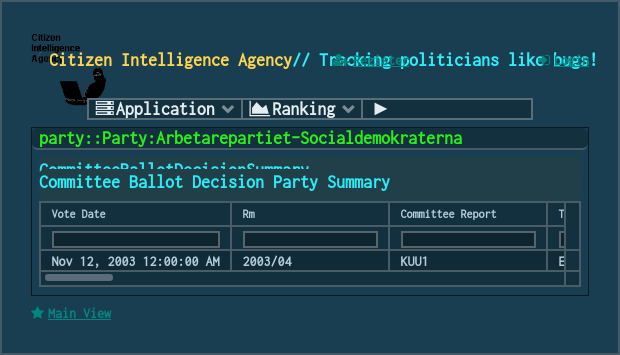 Citizen
Intelligence
Agency
Citizen Intelligence Agency// Tracking politicians like bugs!
Register
Login
Application
Ranking
party::Party:Arbetarepartiet-Socialdemokraterna
CommitteeBallotDecisionSummary
Committee Ballot Decision Party Summary
Vote Date Rm Committee Report
Nov 12, 2003 12:00:00 AM 2003/04 KUU1
Main View